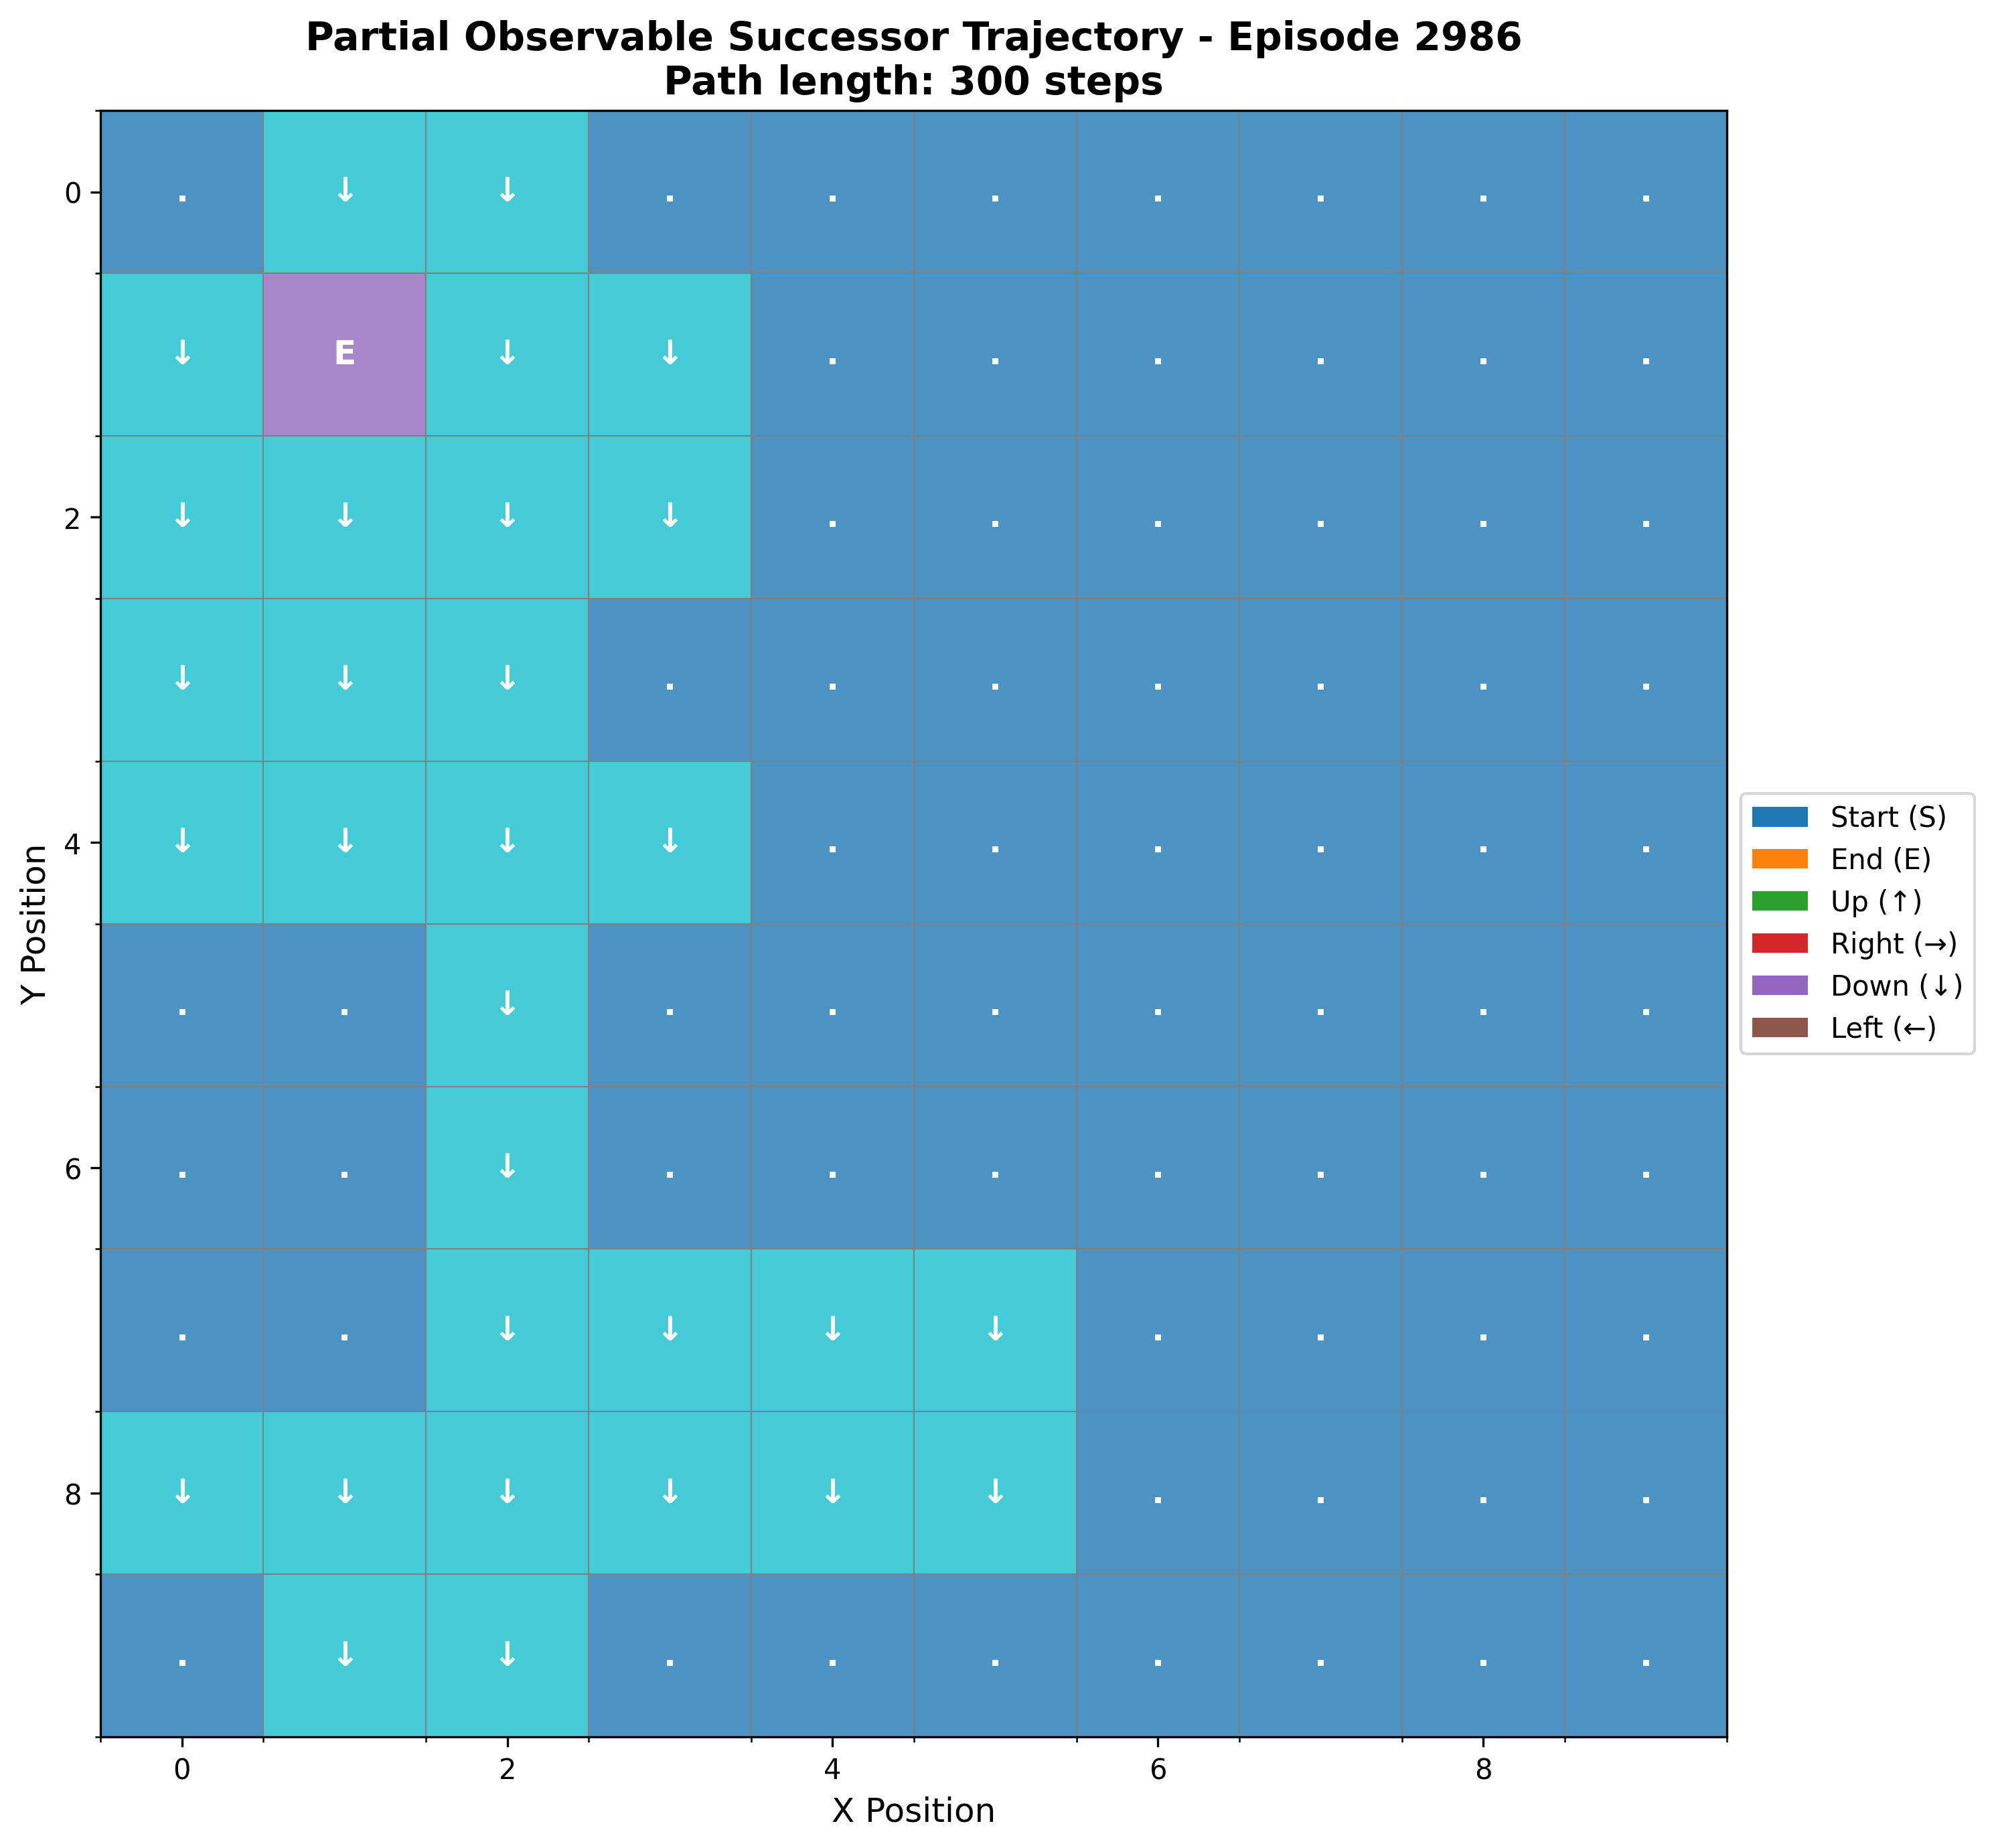 Partial Observable Successor Trajectory - Episode 2986
Path length: 300 steps
0 . ↓ ↓ . . . . . . .
↓ E ↓ ↓ . . . . . .
2 ↓ ↓ ↓ ↓ . . . . . .
↓ ↓ ↓ . . . . . . .
4 ↓ ↓ ↓ ↓ . . . . . .
. . ↓ . . . . . . .
6 . . ↓ . . . . . . .
. . ↓ ↓ ↓ ↓ . . . .
8 ↓ ↓ ↓ ↓ ↓ ↓ . . . .
. ↓ ↓ . . . . . . .
0 2 4 6 8
X Position
Y Position
Start (S)
End (E)
Up (↑)
Right (→)
Down (↓)
Left (←)